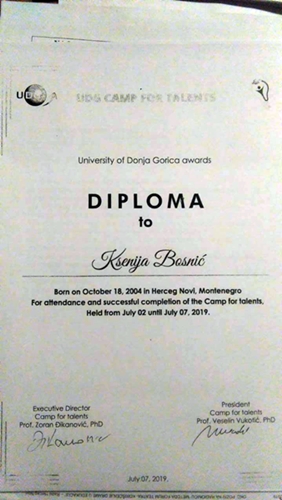 UDG CAMP FOR TALENTS
University of Donja Gorica awards
DIPLOMA
to
Ksenija Bosnić
Born on October 18, 2004 in Herceg Novi, Montenegro
For attendance and successful completion of the Camp for talents,
Held from July 02 until July 07, 2019.
Executive Director
Camp for talents
Prof. Zoran Đikanović, PhD
President
Camp for talents
Prof. Veselin Vukotić, PhD
July 07, 2019.